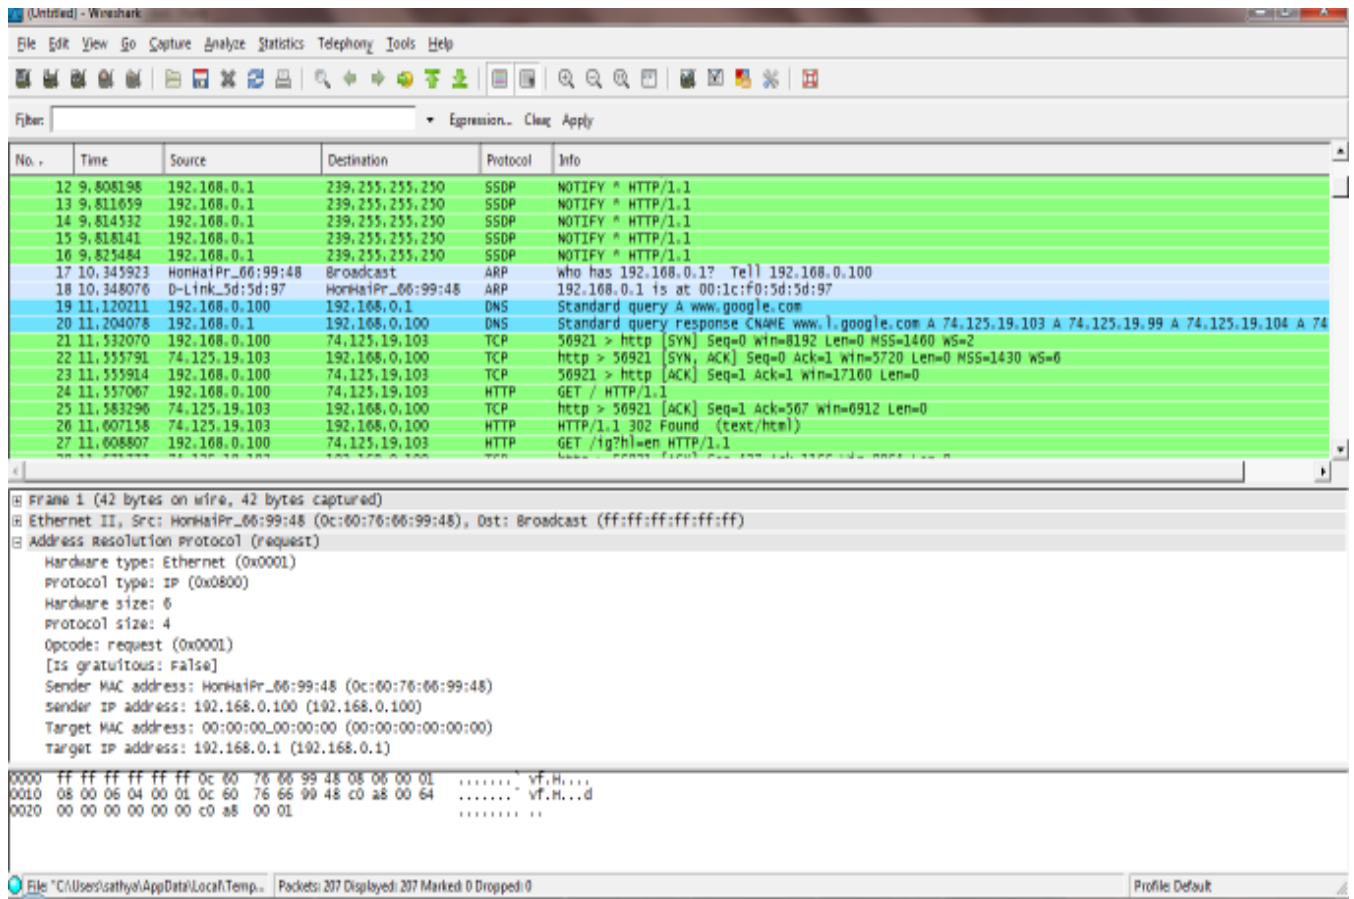 (Untitled) - Wireshark
File Edit View Go Capture Analyze Statistics Telephony Tools Help
Filter: Expression... Clear Apply
No. Time Source Destination Protocol Info
12 9.808198 192.168.0.1 239.255.255.250 SSDP NOTIFY * HTTP/1.1
13 9.811659 192.168.0.1 239.255.255.250 SSDP NOTIFY * HTTP/1.1
14 9.814532 192.168.0.1 239.255.255.250 SSDP NOTIFY * HTTP/1.1
15 9.818141 192.168.0.1 239.255.255.250 SSDP NOTIFY * HTTP/1.1
16 9.825484 192.168.0.1 239.255.255.250 SSDP NOTIFY * HTTP/1.1
17 10.345923 HonHaiPr_66:99:48 Broadcast ARP Who has 192.168.0.1? Tell 192.168.0.100
18 10.348076 D-Link_5d:5d:97 HonHaiPr_66:99:48 ARP 192.168.0.1 is at 00:1c:f0:5d:5d:97
19 11.120211 192.168.0.100 192.168.0.1 DNS Standard query A www.google.com
20 11.204078 192.168.0.1 192.168.0.100 DNS Standard query response CNAME www.l.google.com A 74.125.19.103 A 74.125.19.99 A 74.125.19.104 A 74
21 11.532070 192.168.0.100 74.125.19.103 TCP 56921 > http [SYN] Seq=0 Win=8192 Len=0 MSS=1460 WS=2
22 11.555791 74.125.19.103 192.168.0.100 TCP http > 56921 [SYN, ACK] Seq=0 Ack=1 Win=5720 Len=0 MSS=1430 WS=6
23 11.555914 192.168.0.100 74.125.19.103 TCP 56921 > http [ACK] Seq=1 Ack=1 Win=17160 Len=0
24 11.557067 192.168.0.100 74.125.19.103 HTTP GET / HTTP/1.1
25 11.583296 74.125.19.103 192.168.0.100 TCP http > 56921 [ACK] Seq=1 Ack=567 Win=6912 Len=0
26 11.607158 74.125.19.103 192.168.0.100 HTTP HTTP/1.1 302 Found (text/html)
27 11.608807 192.168.0.100 74.125.19.103 HTTP GET /ig?hl=en HTTP/1.1
Frame 1 (42 bytes on wire, 42 bytes captured)
Ethernet II, Src: HonHaiPr_66:99:48 (0c:60:76:66:99:48), Dst: Broadcast (ff:ff:ff:ff:ff:ff)
Address Resolution Protocol (request)
Hardware type: Ethernet (0x0001)
Protocol type: IP (0x0800)
Hardware size: 6
Protocol size: 4
Opcode: request (0x0001)
[Is gratuitous: False]
Sender MAC address: HonHaiPr_66:99:48 (0c:60:76:66:99:48)
Sender IP address: 192.168.0.100 (192.168.0.100)
Target MAC address: 00:00:00_00:00:00 (00:00:00:00:00:00)
Target IP address: 192.168.0.1 (192.168.0.1)
0000 ff ff ff ff ff ff 0c 60 76 66 99 48 08 06 00 01 .......` vf.H....
0010 08 00 06 04 00 01 0c 60 76 66 99 48 c0 a8 00 64 .......` vf.H...d
0020 00 00 00 00 00 00 c0 a8 00 01 ........ ..
File: "C:\Users\sathya\AppData\Local\Temp... Packets: 207 Displayed: 207 Marked: 0 Dropped: 0 Profile: Default